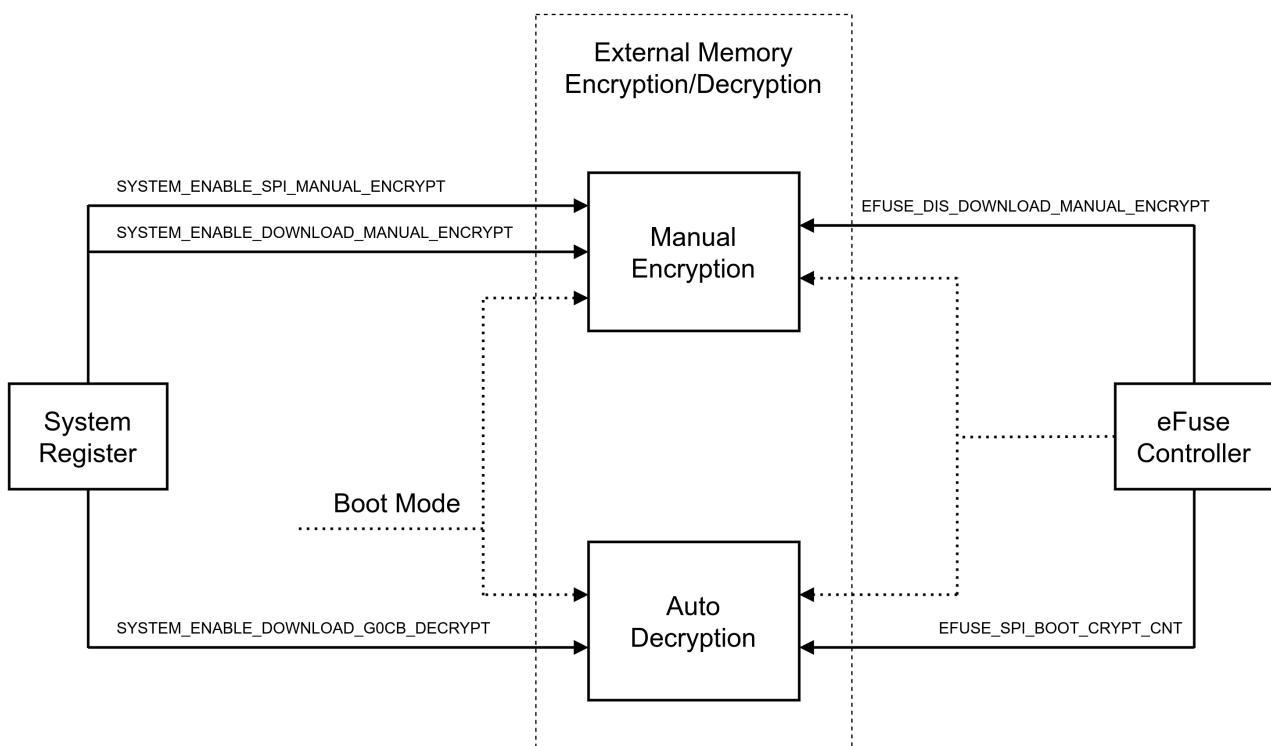 External Memory
Encryption/Decryption
SYSTEM_ENABLE_SPI_MANUAL_ENCRYPT
SYSTEM_ENABLE_DOWNLOAD_MANUAL_ENCRYPT
Manual
Encryption
EFUSE_DIS_DOWNLOAD_MANUAL_ENCRYPT
System
Register
eFuse
Controller
Boot Mode
SYSTEM_ENABLE_DOWNLOAD_G0CB_DECRYPT
Auto
Decryption
EFUSE_SPI_BOOT_CRYPT_CNT